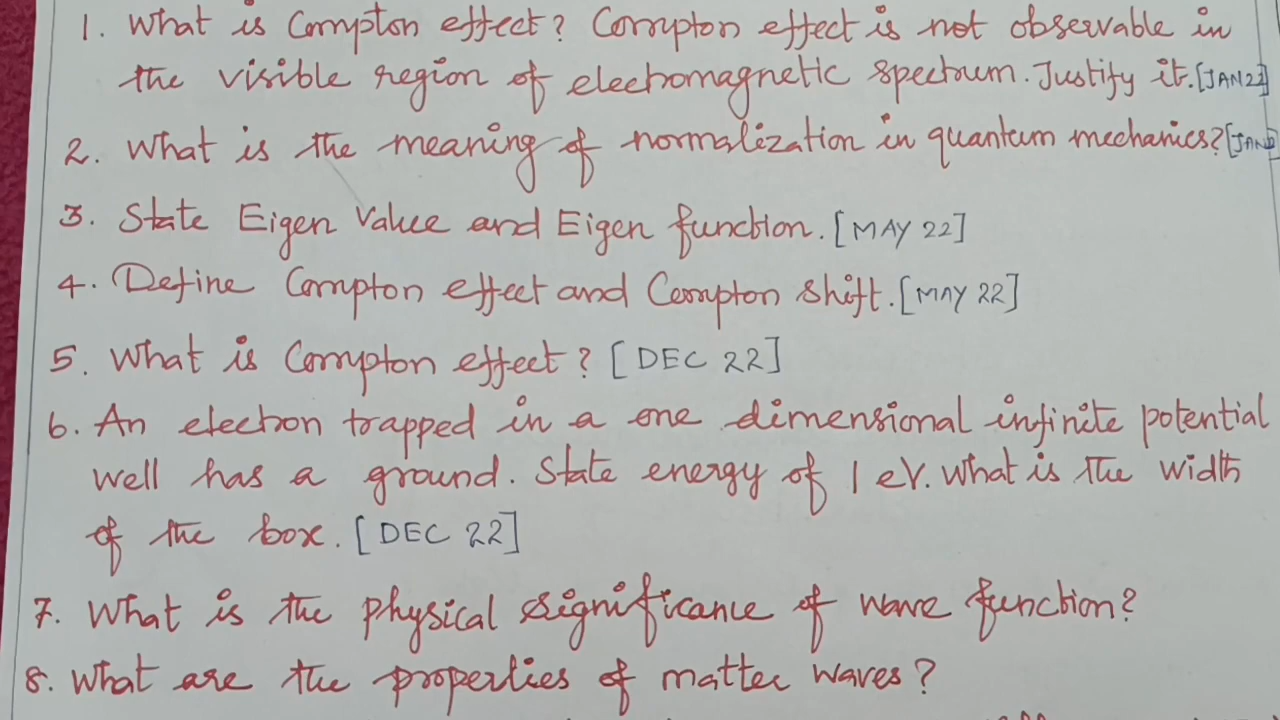 1. What is Compton effect? Compton effect is not observable in
the visible region of electromagnetic spectrum. Justify it. [JAN 22]
2. What is the meaning of normalization in quantum mechanics? [JAN
3. State Eigen Value and Eigen function. [MAY 22]
4. Define Compton effect and Compton shift. [MAY 22]
5. What is Compton effect? [DEC 22]
6. An electron trapped in a one dimensional infinite potential
well has a ground. State energy of 1 eV. What is the width
of the box. [DEC 22]
7. What is the physical significance of wave function?
8. What are the properties of matter waves?